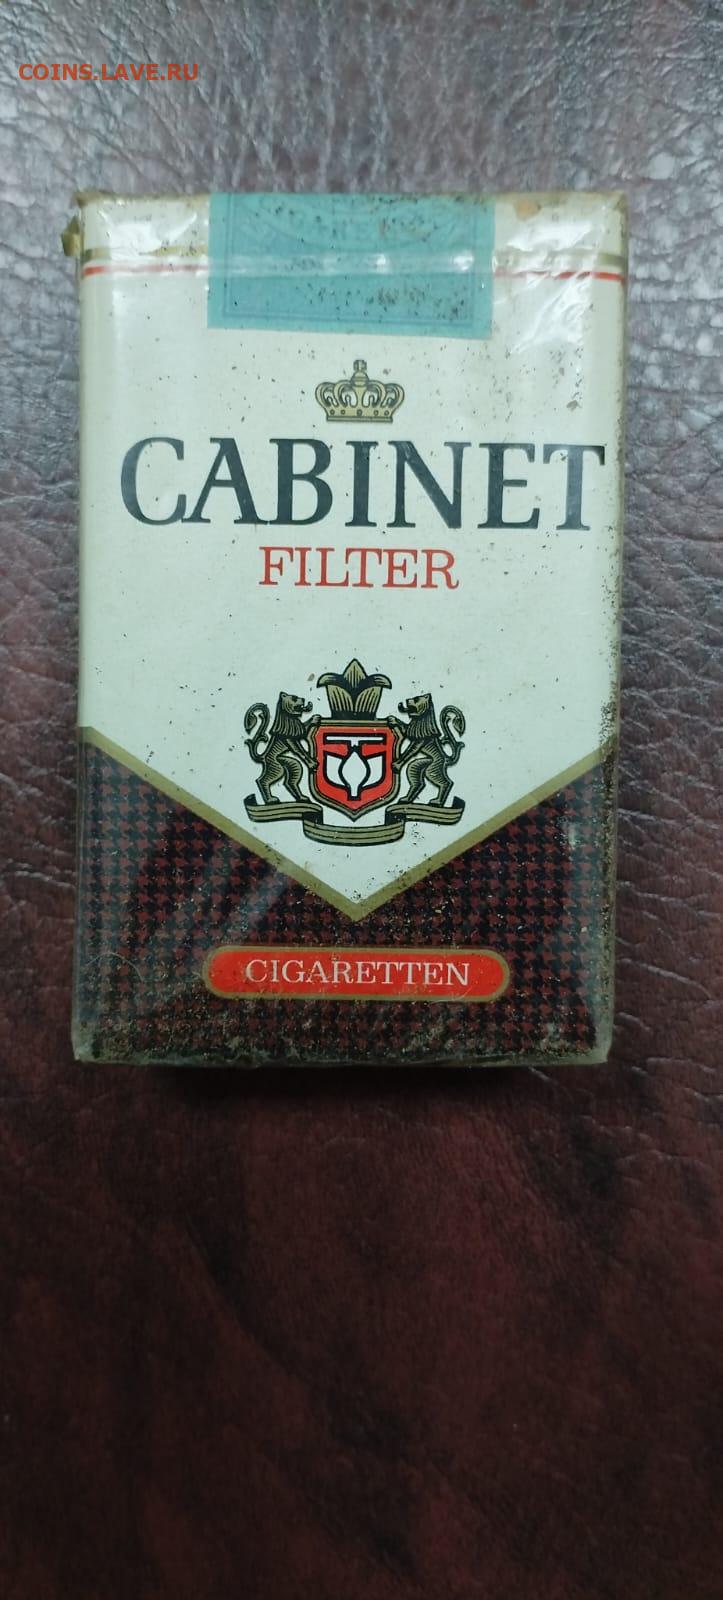 COINS.LAVE.RU
CABINET
FILTER
CIGARETTEN